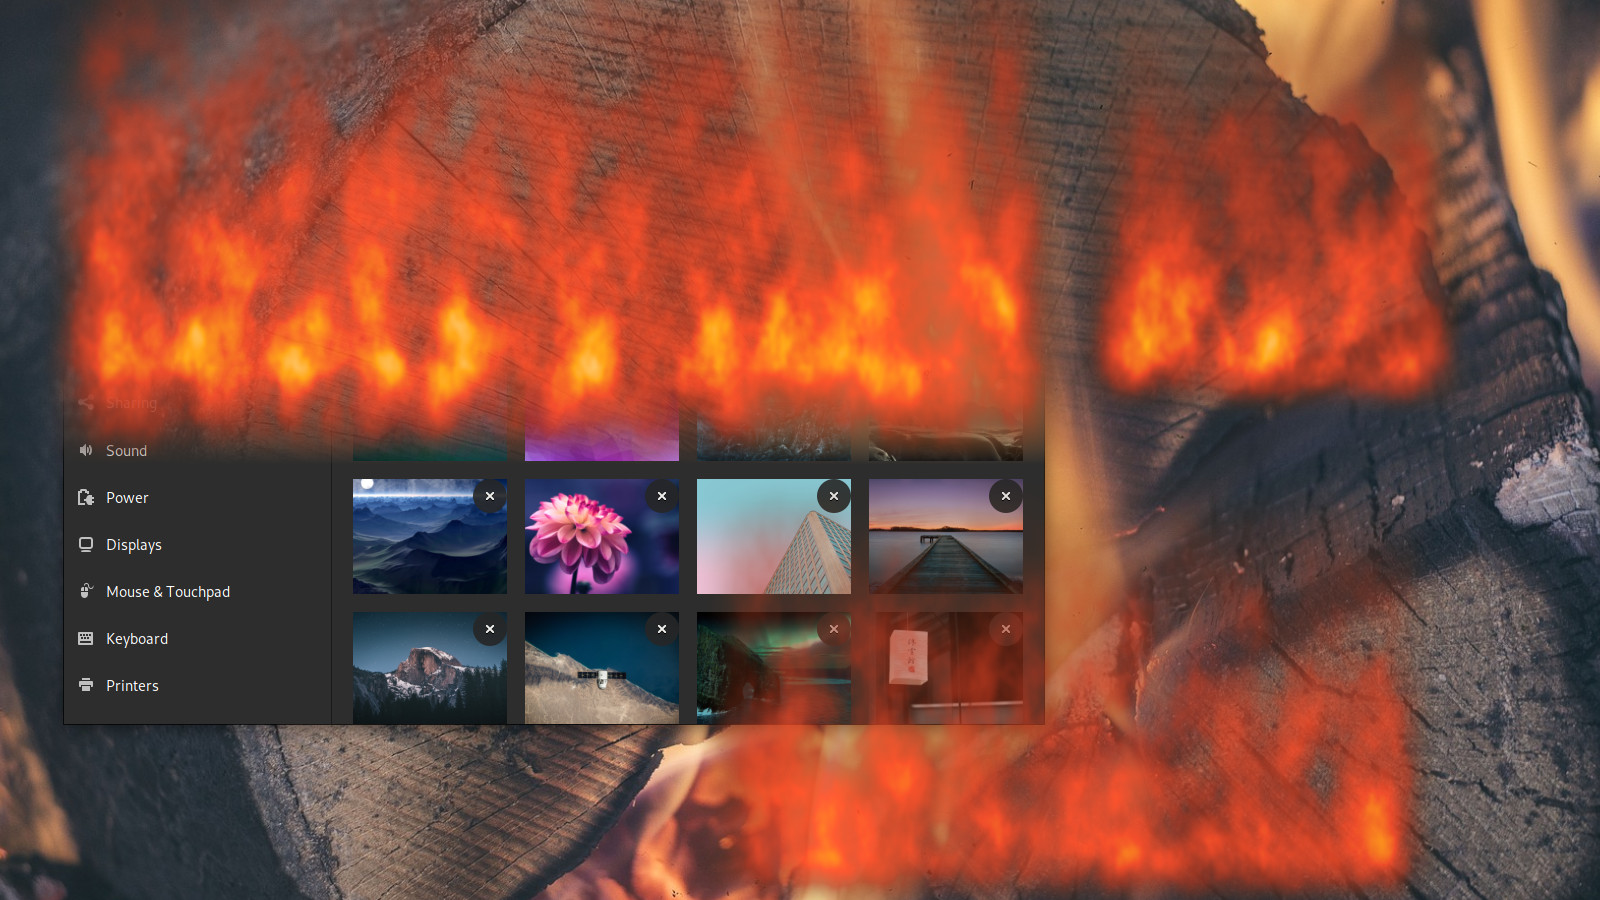 Sharing
Sound
Power
Displays
Mouse & Touchpad
Keyboard
Printers